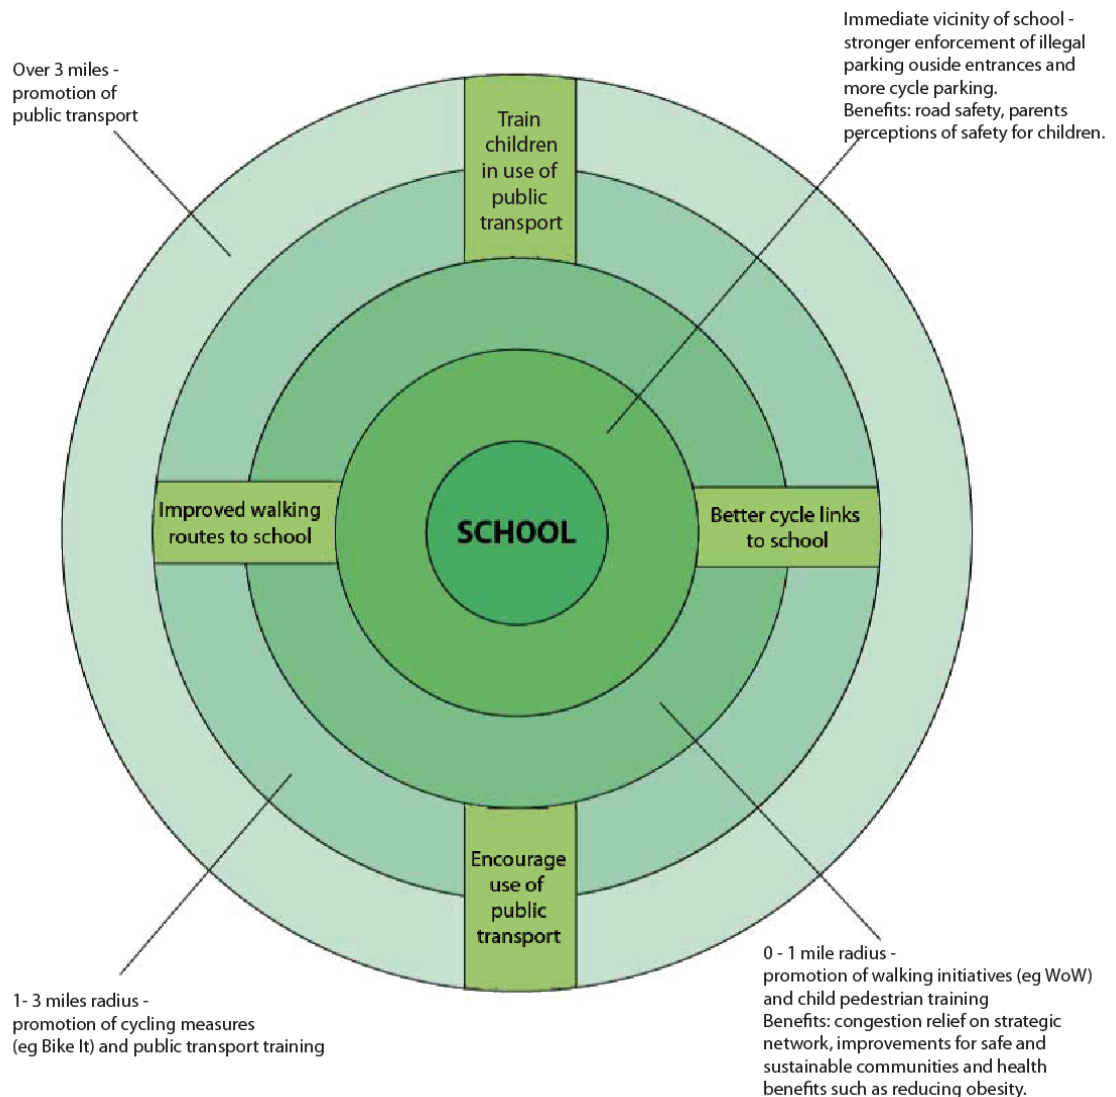 Immediate vicinity of school -
stronger enforcement of illegal
parking ouside entrances and
more cycle parking.
Benefits: road safety, parents
perceptions of safety for children.
Over 3 miles -
promotion of
public transport
Train
children
in use of
public
transport
Improved walking
routes to school
SCHOOL
Better cycle links
to school
Encourage
use of
public
transport
1- 3 miles radius -
promotion of cycling measures
(eg Bike It) and public transport training
0 - 1 mile radius -
promotion of walking initiatives (eg WoW)
and child pedestrian training
Benefits: congestion relief on strategic
network, improvements for safe and
sustainable communities and health
benefits such as reducing obesity.